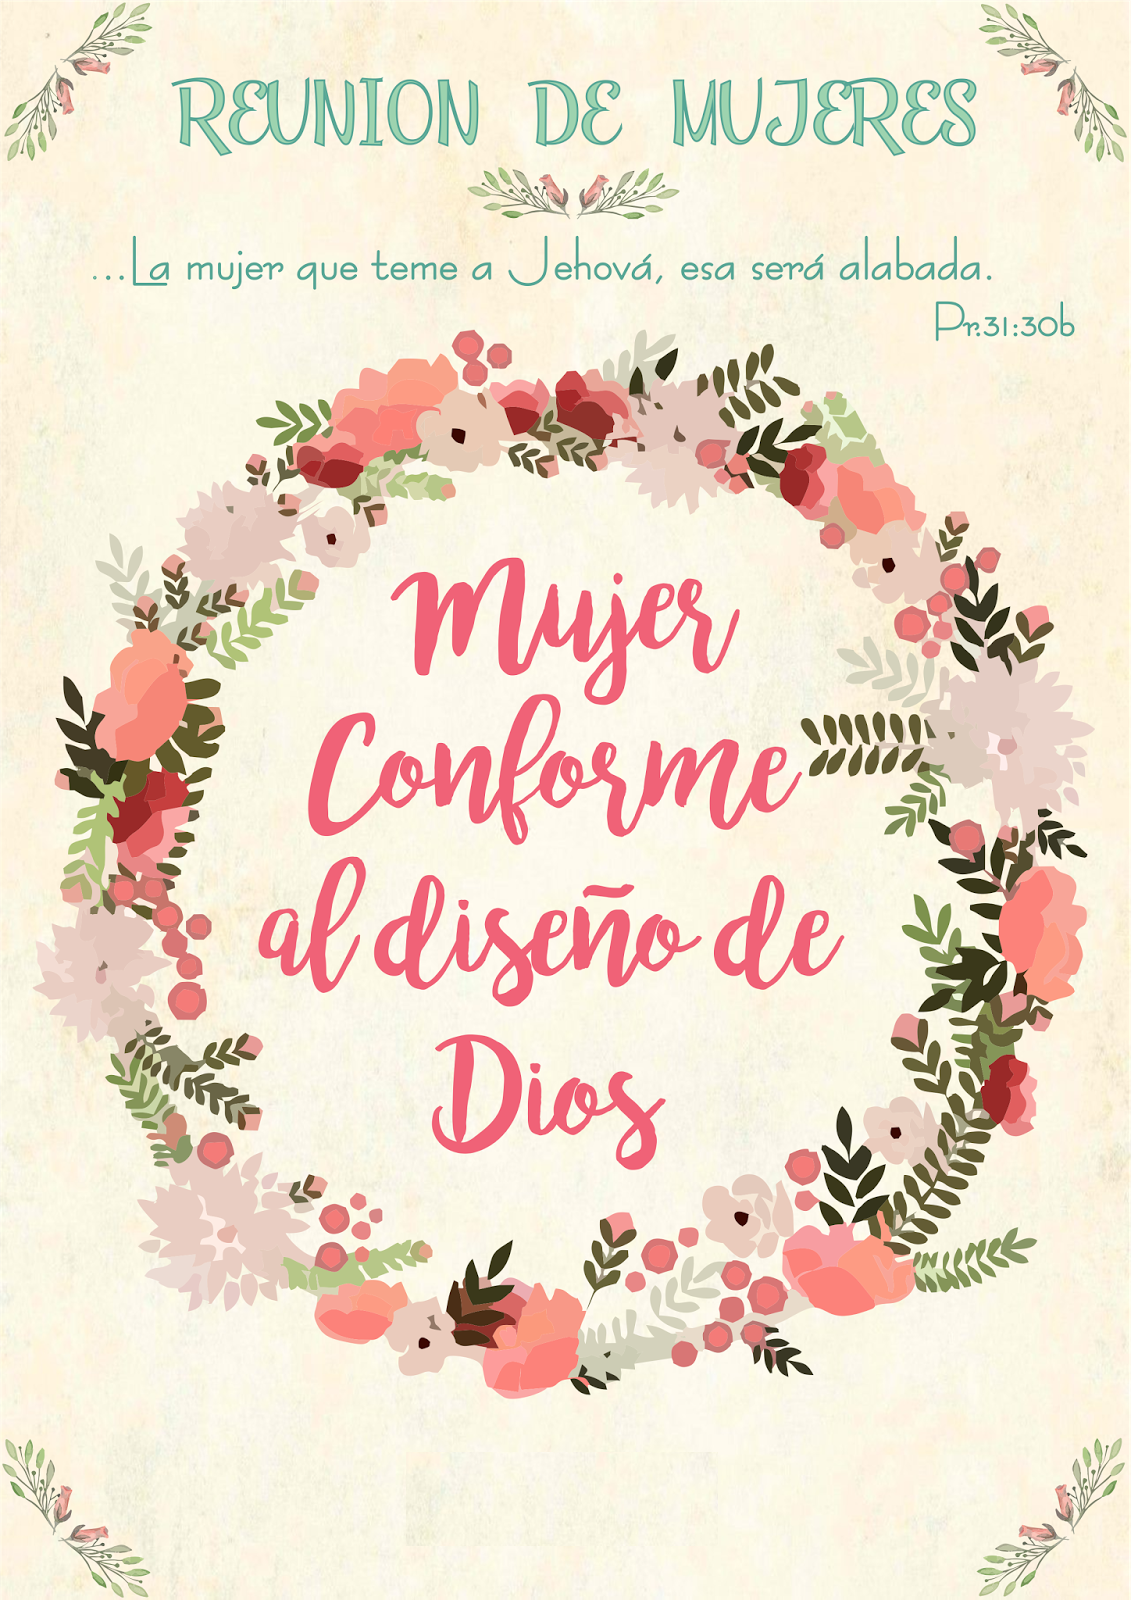 REUNION DE MUJERES
...La mujer que teme a Jehová, esa será alabada.
Pr.31:30b
Mujer
Conforme
al diseño de
Dios